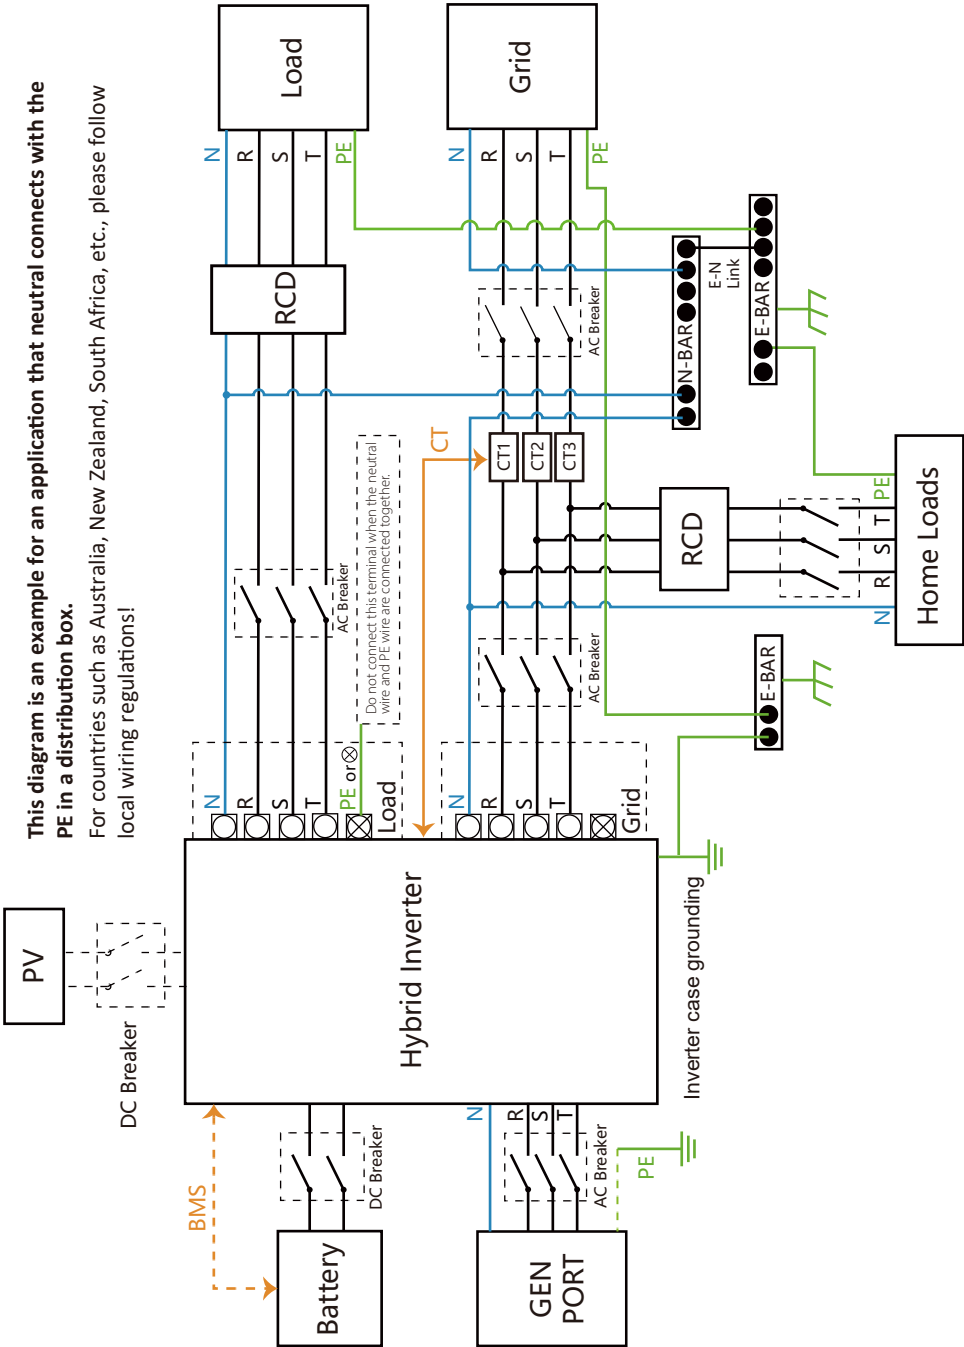 This diagram is an example for an application that neutral connects with the
PE in a distribution box.
For countries such as Australia, New Zealand, South Africa, etc., please follow
local wiring regulations!
PV
DC Breaker
BMS
Battery
DC Breaker
GEN
PORT
AC Breaker
N
R
S
T
PE
Hybrid Inverter
Inverter case grounding
N
R
S
T
PE or
Load
AC Breaker
Do not connect this terminal when the neutral
wire and PE wire are connected together.
RCD
N
R
S
T
PE
Load
CT
N
R
S
T
Grid
AC Breaker
CT1
CT2
CT3
AC Breaker
N
R
S
T
PE
Grid
RCD
N
R
S
T
PE
Home Loads
N-BAR
E-N
Link
E-BAR
E-BAR